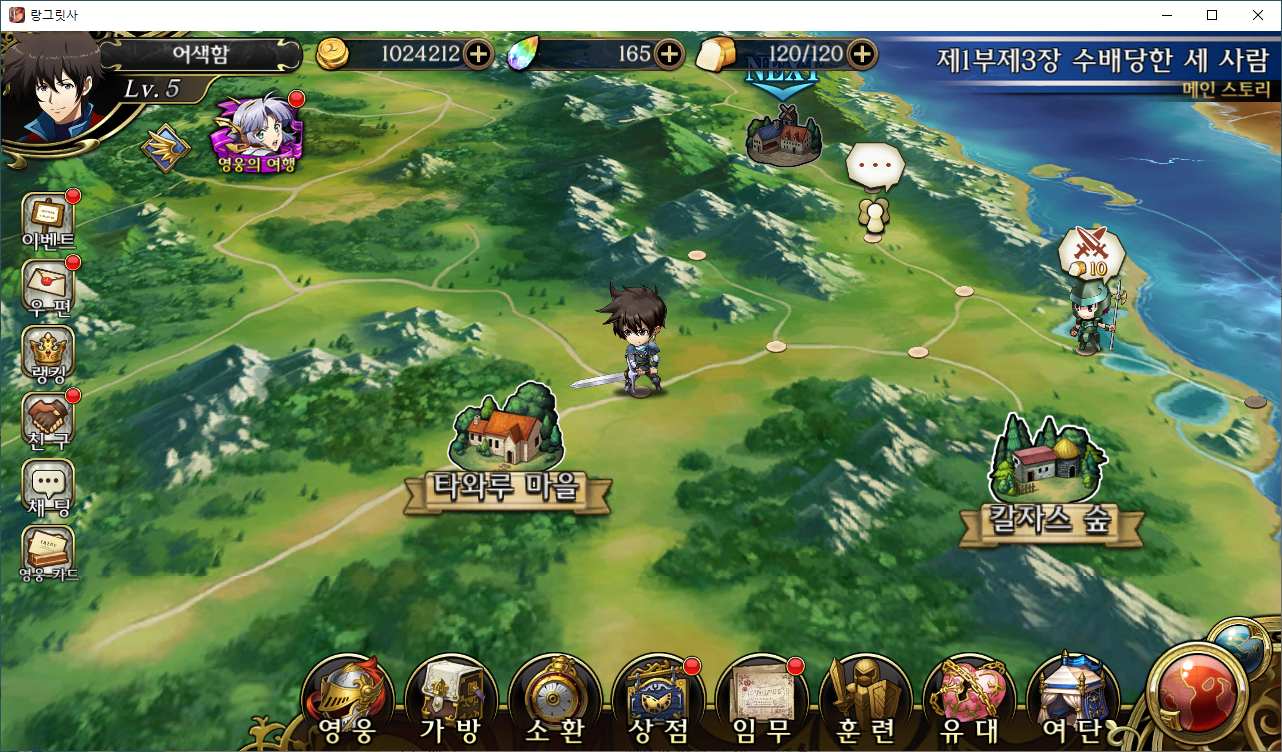 랑그릿사
어색함
1024212
165
120/120
제1부제3장 수배당한 세 사람
메인 스토리
Lv. 5
NEXT
영웅의 여행
이벤트
우 편
랭킹
친 구
채 팅
영웅 카드
10
타와루 마을
칼자스 숲
영 웅
가 방
소 환
상 점
임 무
훈 련
유 대
여 단